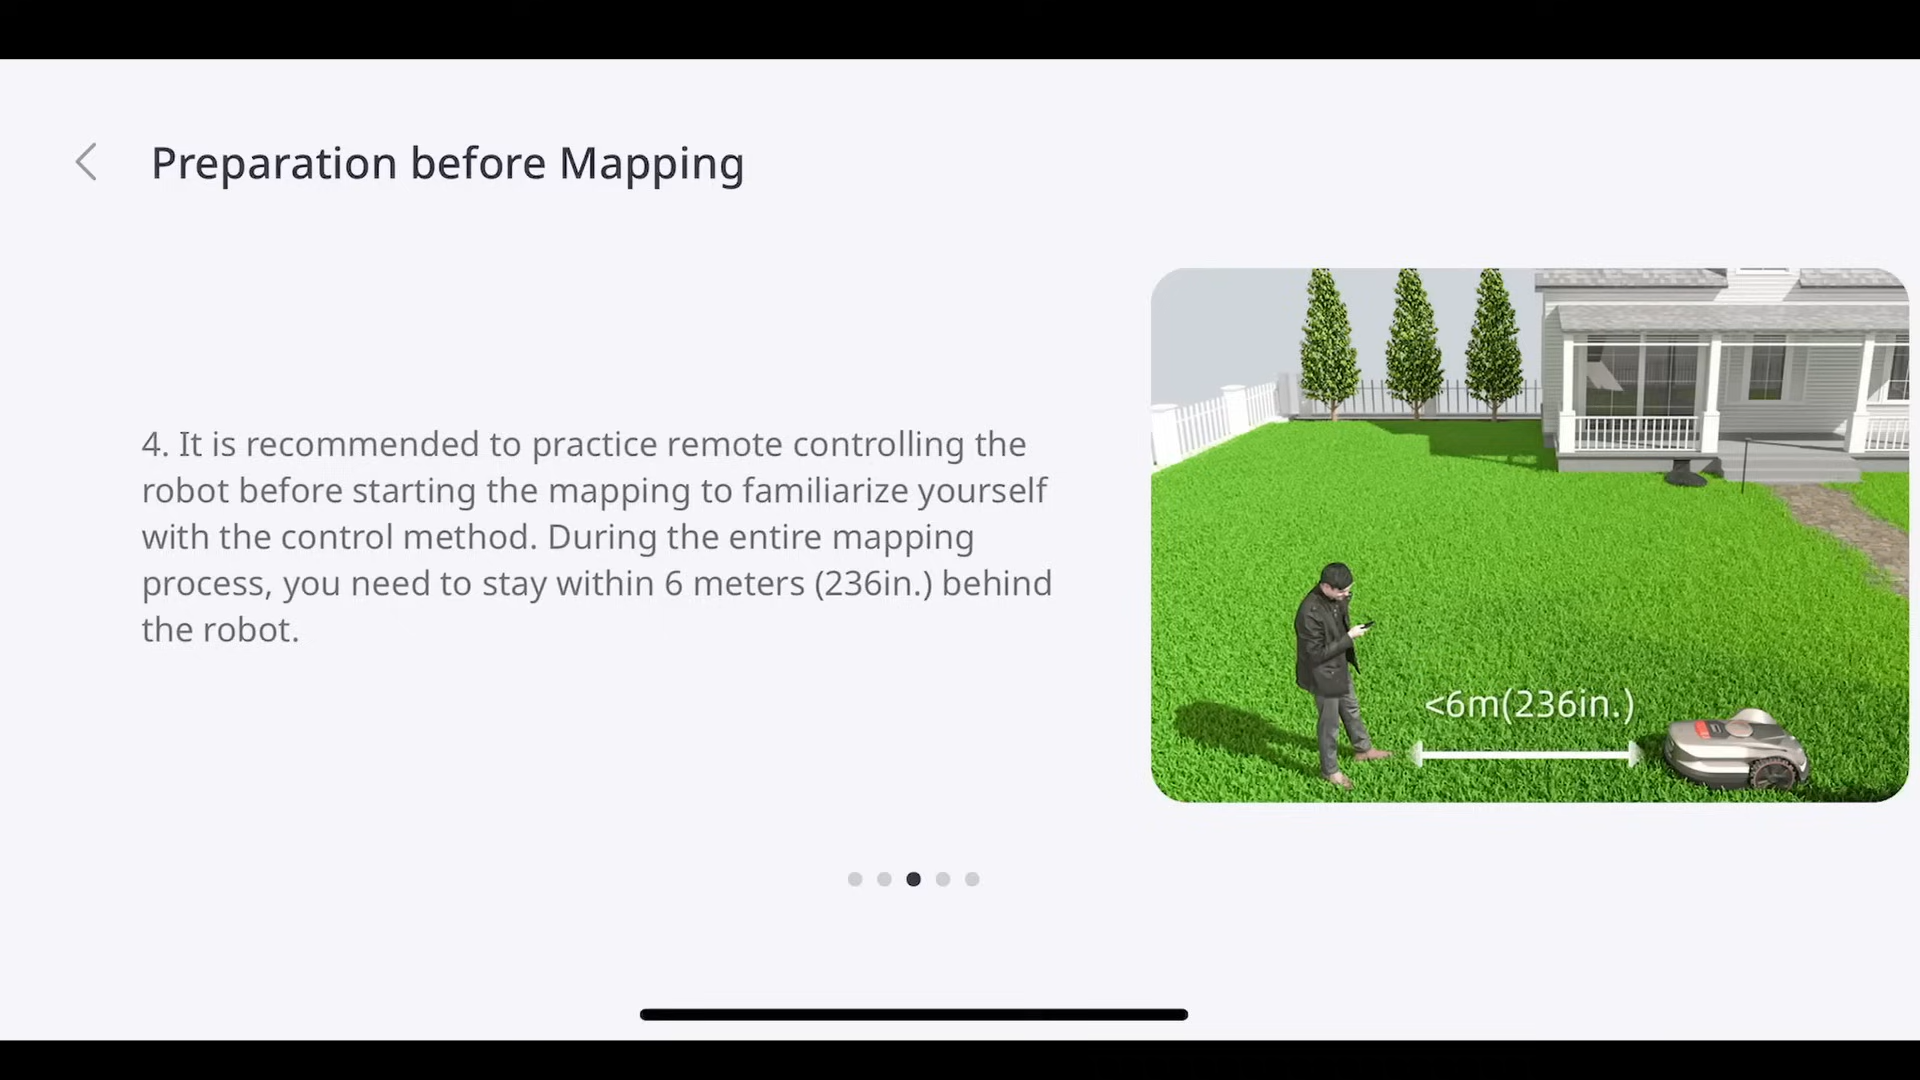 Preparation before Mapping
4. It is recommended to practice remote controlling the
robot before starting the mapping to familiarize yourself
with the control method. During the entire mapping
process, you need to stay within 6 meters (236in.) behind
the robot.
<6m(236in.)